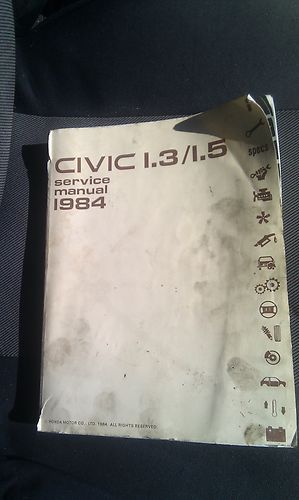 CIVIC 1.3/1.5
service
manual
1984
specs
© HONDA MOTOR CO., LTD. 1984. ALL RIGHTS RESERVED